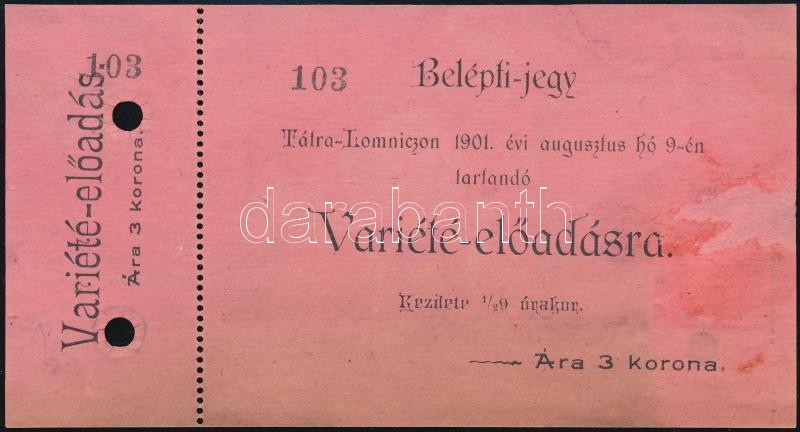 103
Variété-előadás.
Ára 3 korona.
103 Belépti-jegy
Tátra-Lomniczon 1901. évi augusztus hó 9-én
tartandó
Variété-előadásra.
Kezdete 1/29 órakor.
Ára 3 korona.
darabanth